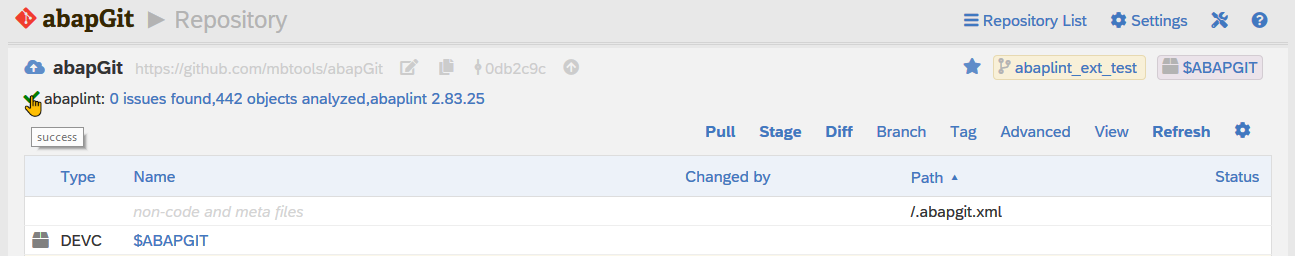 abapGit ▶ Repository Repository List Settings
abapGit https://github.com/mbtools/abapGit 0db2c9c abaplint_ext_test $ABAPGIT
abaplint: 0 issues found,442 objects analyzed,abaplint 2.83.25
success
Pull Stage Diff Branch Tag Advanced View Refresh
Type Name Changed by Path ▲ Status
non-code and meta files /.abapgit.xml
DEVC $ABAPGIT